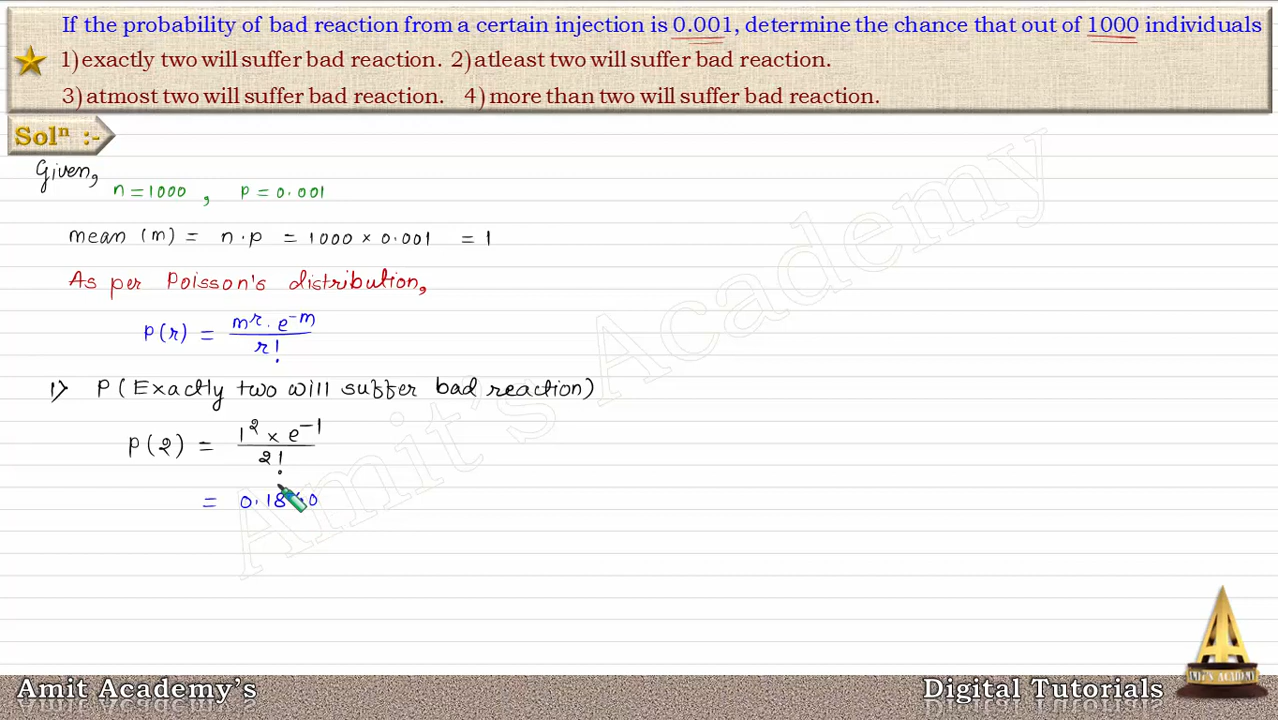 If the probability of bad reaction from a certain injection is 0.001, determine the chance that out of 1000 individuals
1)exactly two will suffer bad reaction. 2)atleast two will suffer bad reaction.
3)atmost two will suffer bad reaction. 4)more than two will suffer bad reaction.
Solⁿ :-
Given,
n=1000 , p=0.001
mean (m) = n.p = 1000 × 0.001 = 1
As per Poisson's distribution,
P(r) = m^r . e^-m / r!
1) P(Exactly two will suffer bad reaction)
P(2) = 1^2 × e^-1 / 2!
Amit's Academy
Amit Academy's
Digital Tutorials
AMIT'S ACADEMY